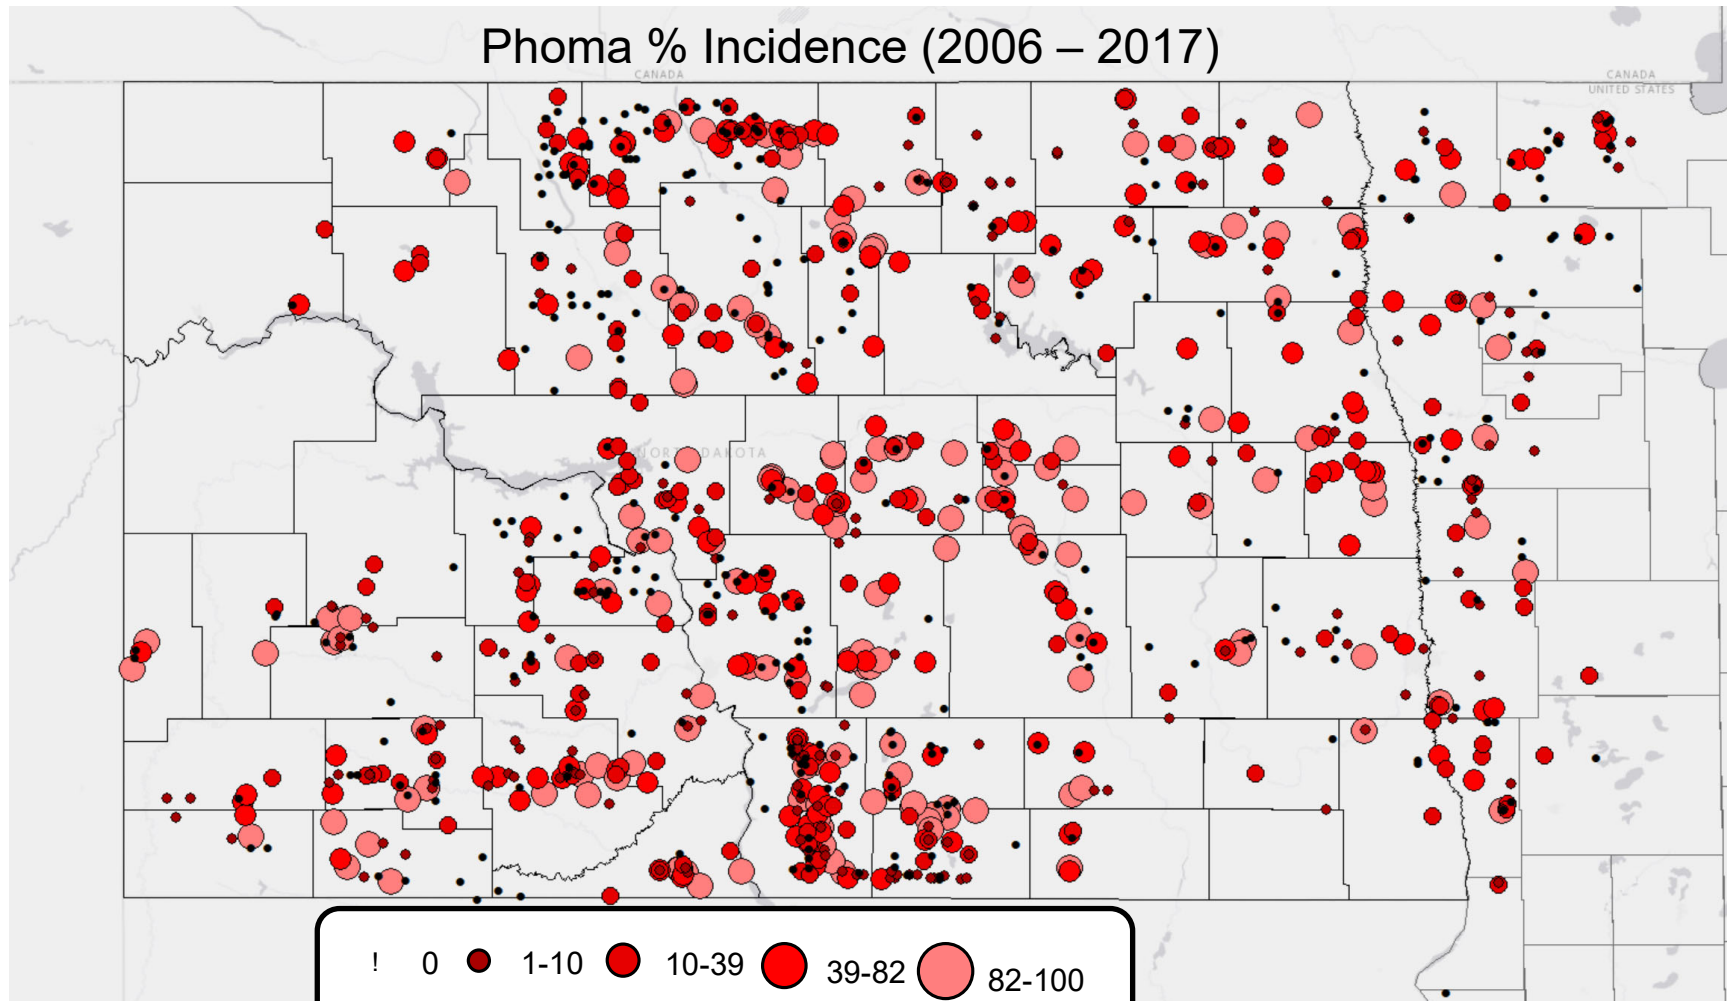 Phoma % Incidence (2006 – 2017)
CANADA
CANADA
UNITED STATES
NORTH DAKOTA
! 0 1-10 10-39 39-82 82-100